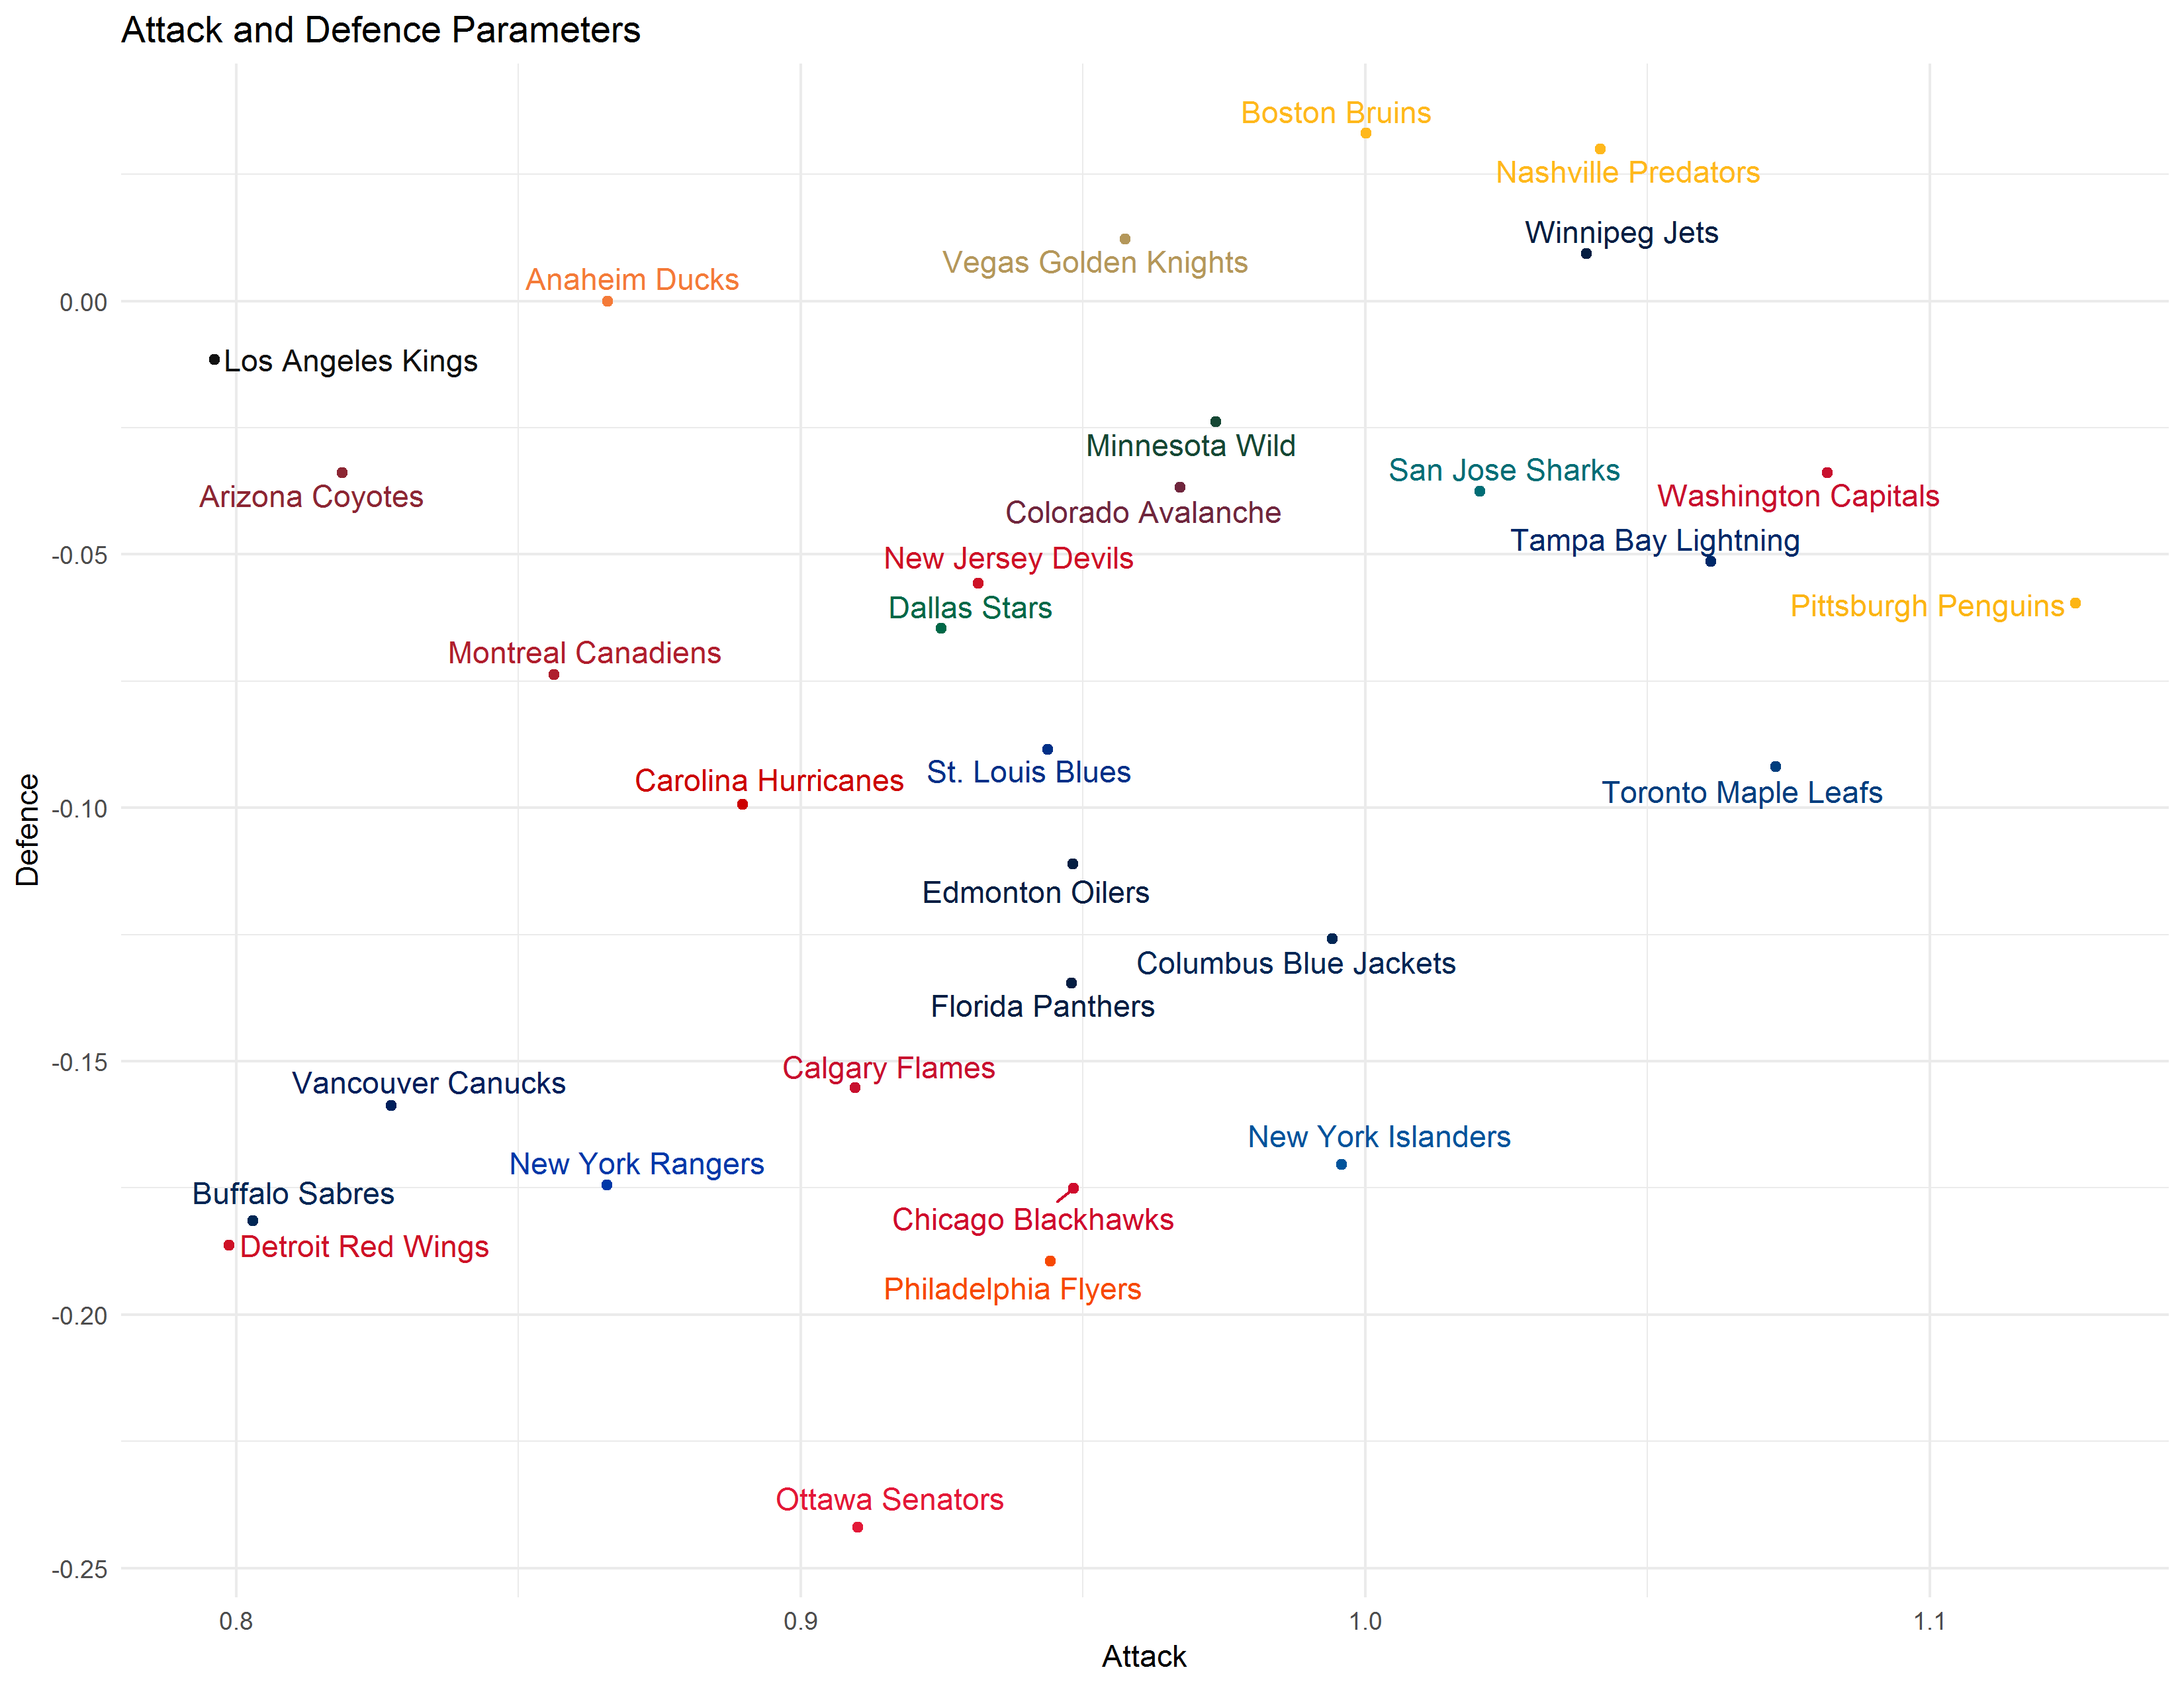 Attack and Defence Parameters
Boston Bruins
Nashville Predators
Winnipeg Jets
Vegas Golden Knights
Anaheim Ducks
0.00
Los Angeles Kings
Minnesota Wild
San Jose Sharks
Arizona Coyotes
Washington Capitals
Colorado Avalanche
Tampa Bay Lightning
-0.05
New Jersey Devils
Pittsburgh Penguins
Dallas Stars
Montreal Canadiens
St. Louis Blues
Carolina Hurricanes
Toronto Maple Leafs
-0.10
Defence
Edmonton Oilers
Columbus Blue Jackets
Florida Panthers
-0.15
Calgary Flames
Vancouver Canucks
New York Islanders
New York Rangers
Buffalo Sabres
Chicago Blackhawks
Detroit Red Wings
Philadelphia Flyers
-0.20
Ottawa Senators
-0.25
0.8
0.9
1.0
1.1
Attack